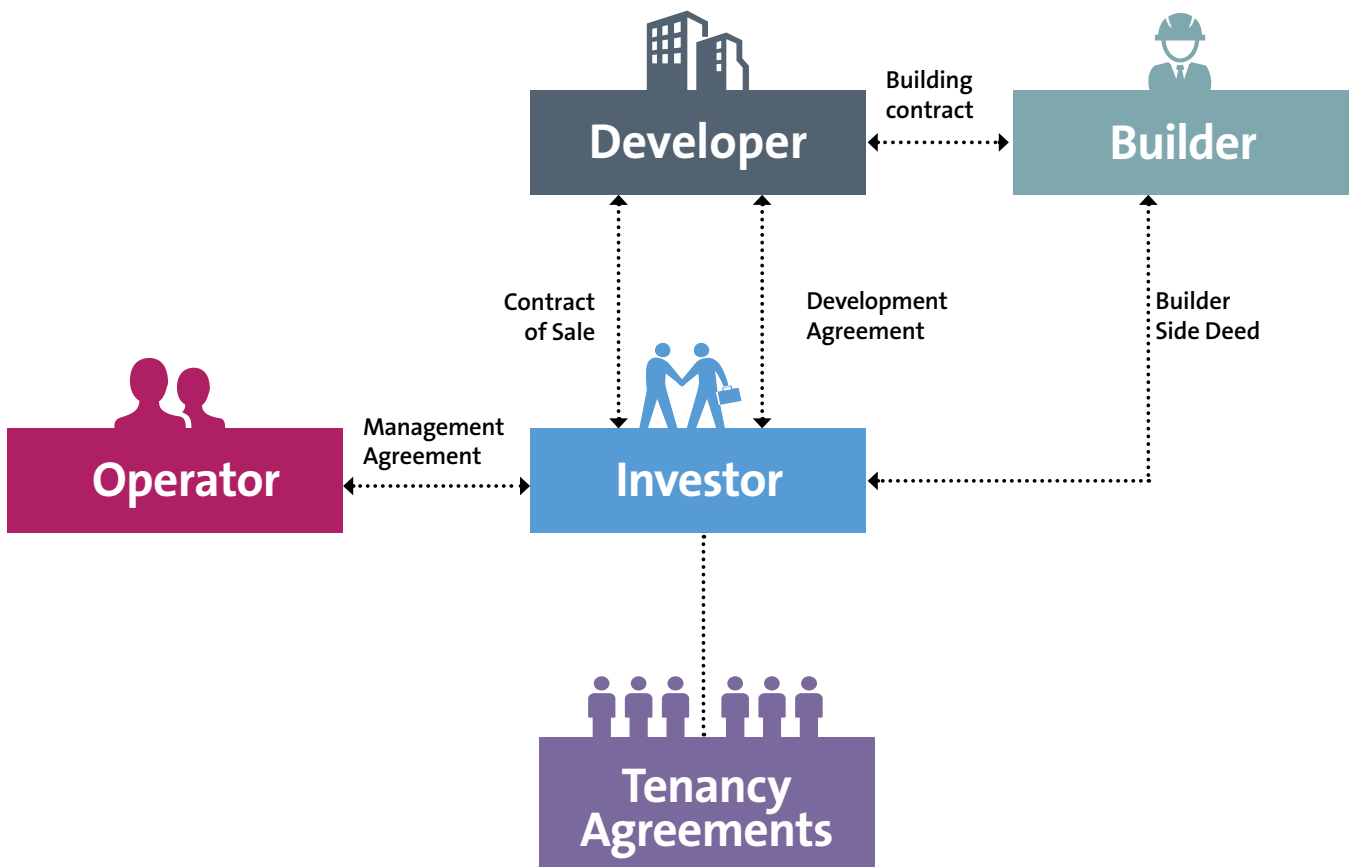 Building
contract
Developer
Builder
Contract
of Sale
Development
Agreement
Builder
Side Deed
Management
Agreement
Operator
Investor
Tenancy
Agreements